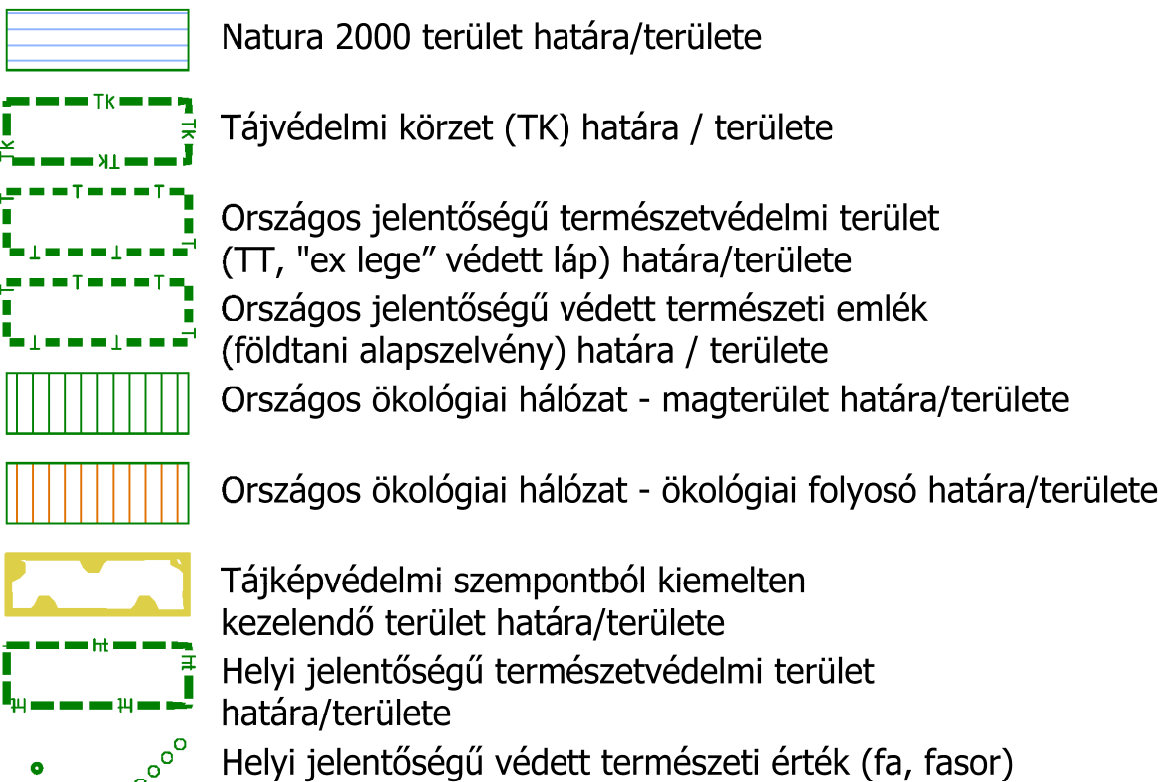 Natura 2000 terület határa/területe
TK
TK
TK
TK
Tájvédelmi körzet (TK) határa / területe
T
T
T
T
T
T
Országos jelentőségű természetvédelmi terület
(TT, "ex lege” védett láp) határa/területe
T
T
T
T
T
T
Országos jelentőségű védett természeti emlék
(földtani alapszelvény) határa / területe
Országos ökológiai hálózat - magterület határa/területe
Országos ökológiai hálózat - ökológiai folyosó határa/területe
Tájképvédelmi szempontból kiemelten
kezelendő terület határa/területe
Ht
Ht
Ht
Ht
Helyi jelentőségű természetvédelmi terület
határa/területe
Helyi jelentőségű védett természeti érték (fa, fasor)